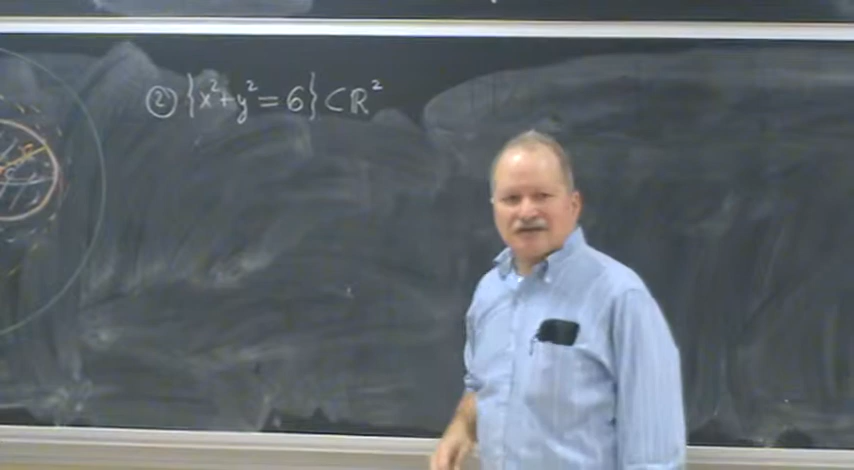 ② {x²+y²=6} ⊂ ℝ²